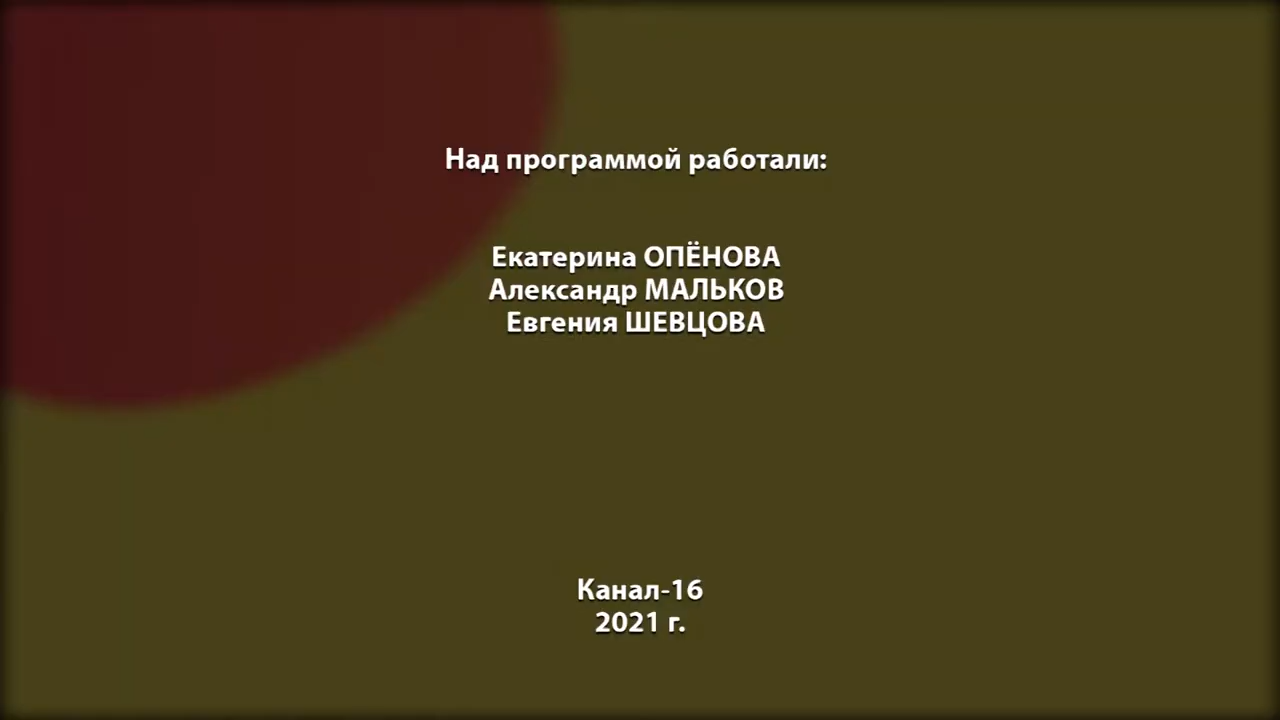 Над программой работали:
Екатерина ОПЁНОВА
Александр МАЛЬКОВ
Евгения ШЕВЦОВА
Канал-16
2021 г.